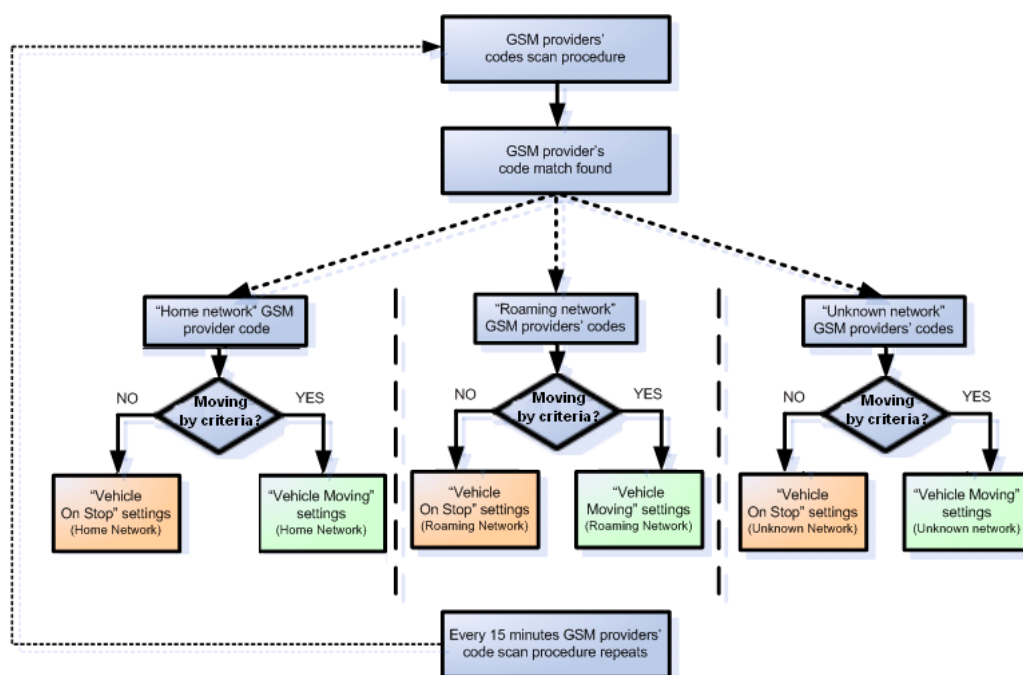 GSM providers'
codes scan procedure
GSM provider's
code match found
“Home network” GSM
provider code
“Roaming network”
GSM providers' codes
“Unknown network”
GSM providers' codes
NO
Moving
by criteria?
YES
NO
Moving
by criteria?
YES
NO
Moving
by criteria?
YES
“Vehicle
On Stop” settings
(Home Network)
“Vehicle Moving”
settings
(Home Network)
“Vehicle
On Stop” settings
(Roaming Network)
“Vehicle
Moving” settings
(Roaming Network)
“Vehicle
On Stop” settings
(Unknown Network)
“Vehicle Moving”
settings
(Unknown network)
Every 15 minutes GSM providers'
code scan procedure repeats